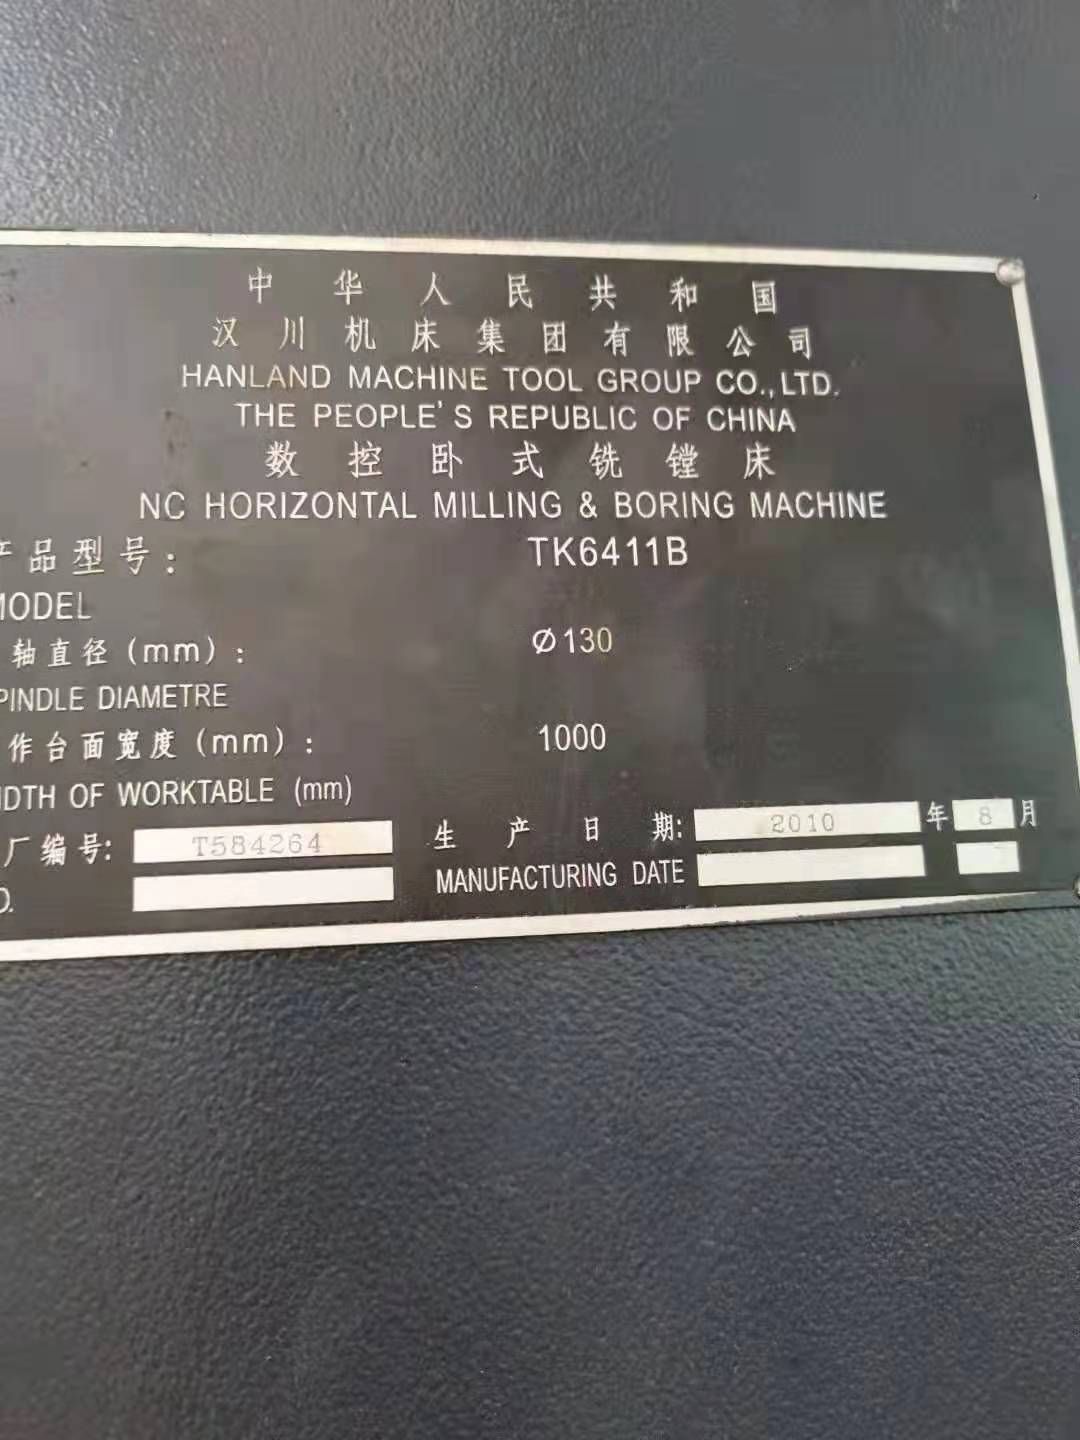 中华人民共和国
汉川机床集团有限公司
HANLAND MACHINE TOOL GROUP CO.,LTD.
THE PEOPLE'S REPUBLIC OF CHINA
数控卧式铣镗床
NC HORIZONTAL MILLING & BORING MACHINE
产品型号: TK6411B
MODEL
轴直径(mm): Ø130
PINDLE DIAMETRE
作台面宽度(mm): 1000
IDTH OF WORKTABLE (mm)
厂编号: T584264 生产日期: 2010 年 8 月
O. MANUFACTURING DATE